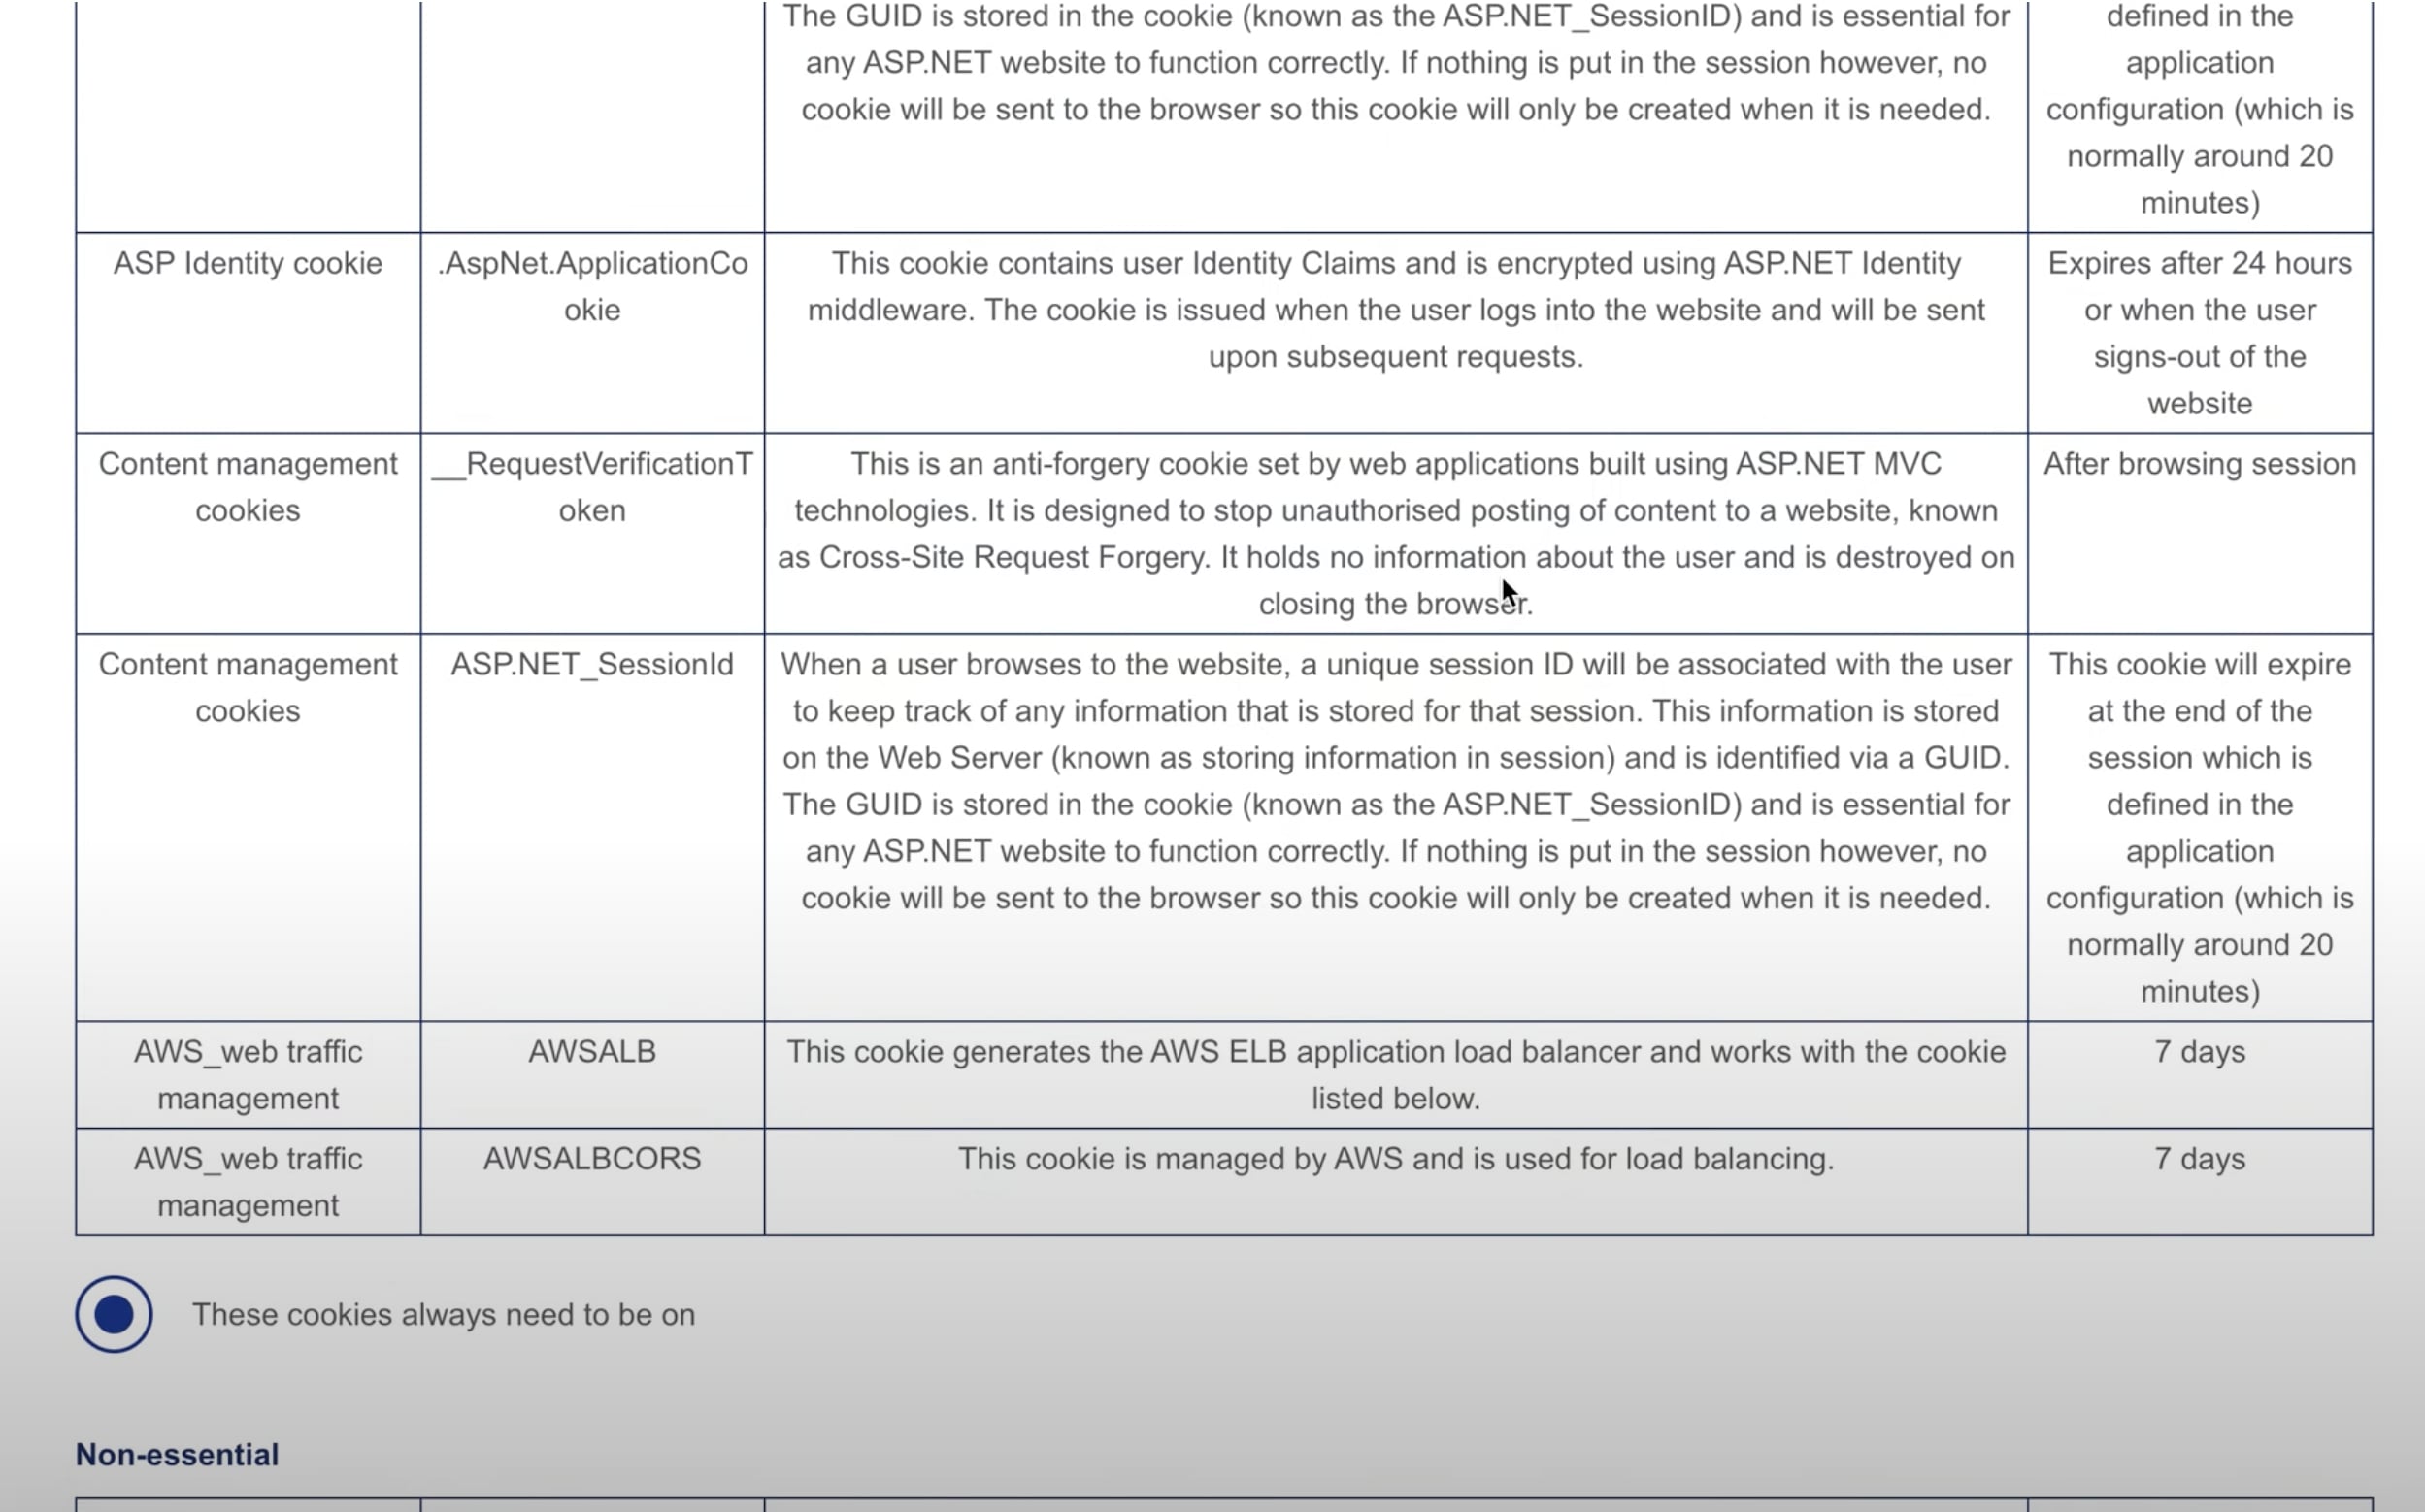 The GUID is stored in the cookie (known as the ASP.NET_SessionID) and is essential for
any ASP.NET website to function correctly. If nothing is put in the session however, no
cookie will be sent to the browser so this cookie will only be created when it is needed.
defined in the
application
configuration (which is
normally around 20
minutes)
ASP Identity cookie
.AspNet.ApplicationCo
okie
This cookie contains user Identity Claims and is encrypted using ASP.NET Identity
middleware. The cookie is issued when the user logs into the website and will be sent
upon subsequent requests.
Expires after 24 hours
or when the user
signs-out of the
website
Content management
cookies
__RequestVerificationT
oken
This is an anti-forgery cookie set by web applications built using ASP.NET MVC
technologies. It is designed to stop unauthorised posting of content to a website, known
as Cross-Site Request Forgery. It holds no information about the user and is destroyed on
closing the browser.
After browsing session
Content management
cookies
ASP.NET_SessionId
When a user browses to the website, a unique session ID will be associated with the user
to keep track of any information that is stored for that session. This information is stored
on the Web Server (known as storing information in session) and is identified via a GUID.
The GUID is stored in the cookie (known as the ASP.NET_SessionID) and is essential for
any ASP.NET website to function correctly. If nothing is put in the session however, no
cookie will be sent to the browser so this cookie will only be created when it is needed.
This cookie will expire
at the end of the
session which is
defined in the
application
configuration (which is
normally around 20
minutes)
AWS_web traffic
management
AWSALB
This cookie generates the AWS ELB application load balancer and works with the cookie
listed below.
7 days
AWS_web traffic
management
AWSALBCORS
This cookie is managed by AWS and is used for load balancing.
7 days
These cookies always need to be on
Non-essential